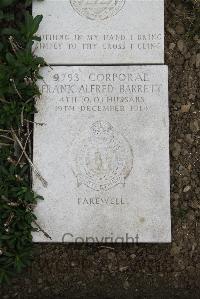 NOTHING IN MY HAND I BRING
SIMPLY TO THY CROSS I CLING
9793 CORPORAL
FRANK ALFRED BARRETT
4TH (Q.O.) HUSSARS
19TH DECEMBER 1914
FAREWELL
Copyright